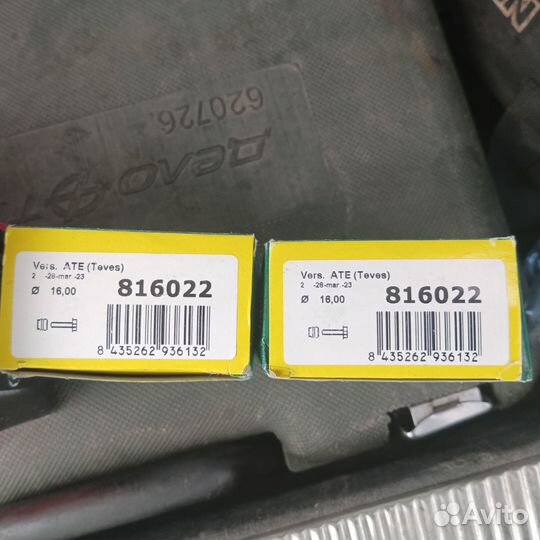 620726
ДЕЛО Т
Vers. ATE (Teves)
2 -28-mar.-23
Ø 16,00 816022
8 435262 936132
Vers. ATE (Teves)
2 -28-mar.-23
Ø 16,00 816022
8 435262 936132
Avito